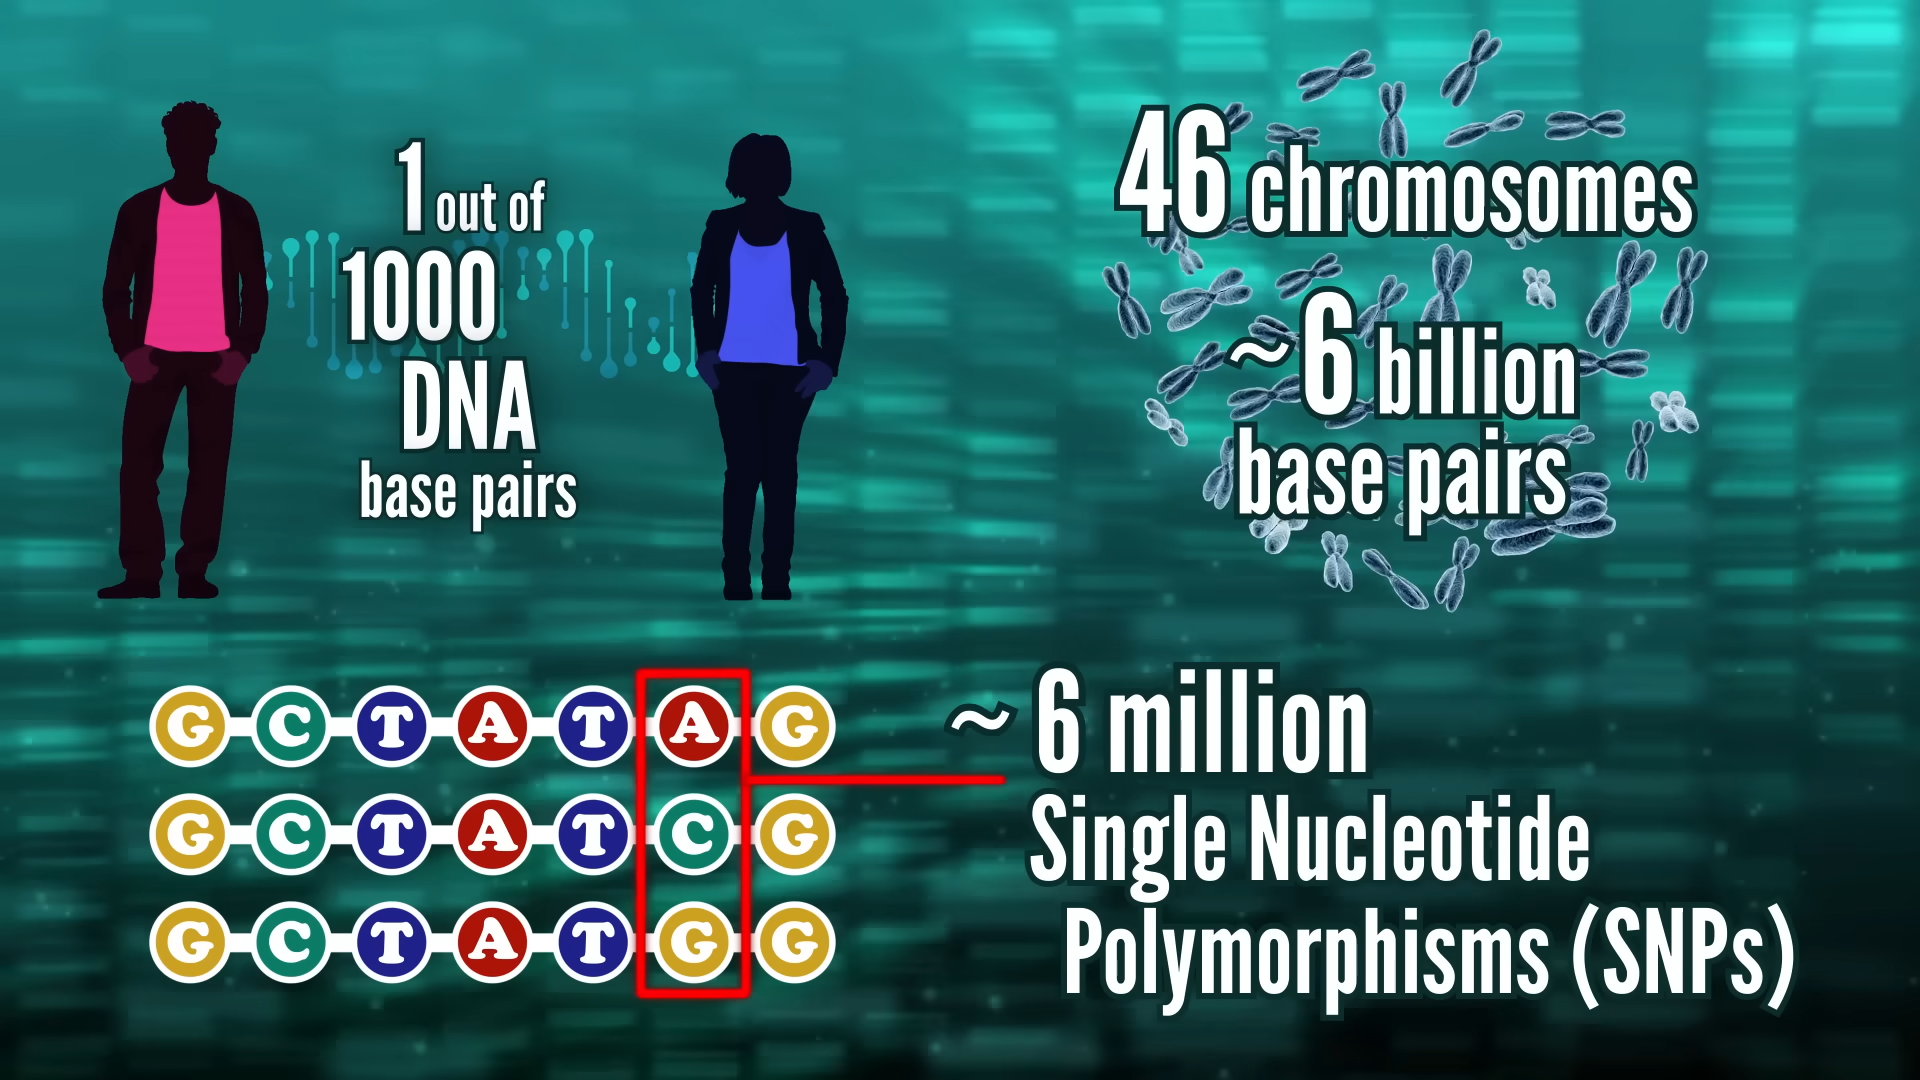 1 out of
1000
DNA
base pairs
46 chromosomes
~6 billion
base pairs
G C T A T A G
G C T A T C G
G C T A T G G
~ 6 million
Single Nucleotide
Polymorphisms (SNPs)